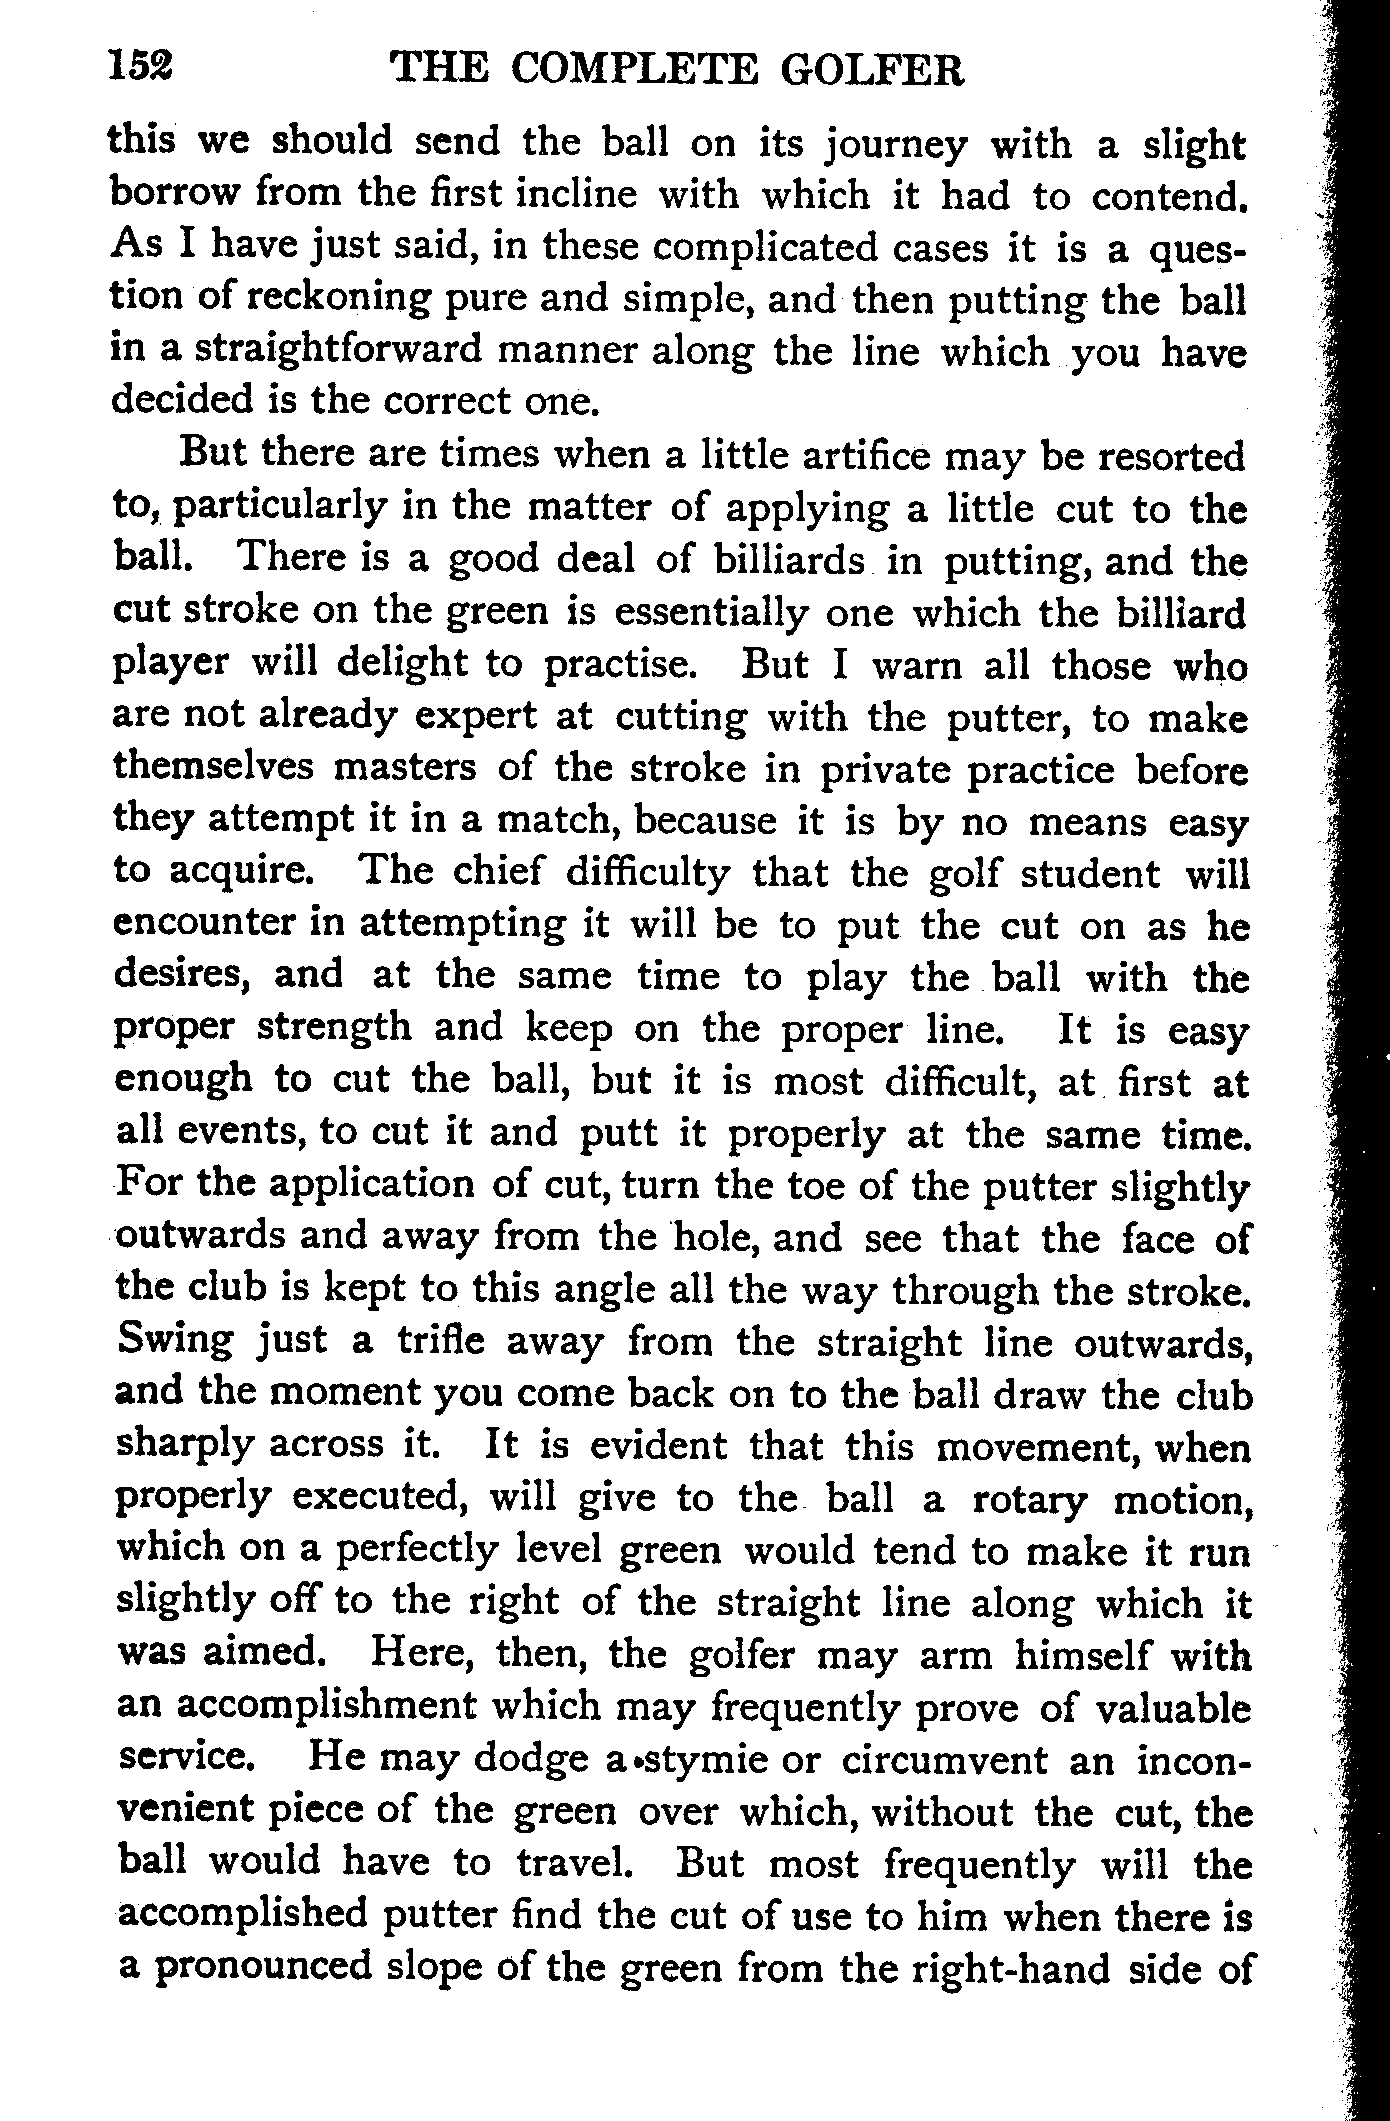 152 THE COMPLETE GOLFER
this we should send the ball on its journey with a slight
borrow from the first incline with which it had to contend.
As I have just said, in these complicated cases it is a ques-
tion of reckoning pure and simple, and then putting the ball
in a straightforward manner along the line which you have
decided is the correct one.
But there are times when a little artifice may be resorted
to, particularly in the matter of applying a little cut to the
ball. There is a good deal of billiards in putting, and the
cut stroke on the green is essentially one which the billiard
player will delight to practise. But I warn all those who
are not already expert at cutting with the putter, to make
themselves masters of the stroke in private practice before
they attempt it in a match, because it is by no means easy
to acquire. The chief difficulty that the golf student will
encounter in attempting it will be to put the cut on as he
desires, and at the same time to play the ball with the
proper strength and keep on the proper line. It is easy
enough to cut the ball, but it is most difficult, at first at
all events, to cut it and putt it properly at the same time.
For the application of cut, turn the toe of the putter slightly
outwards and away from the hole, and see that the face of
the club is kept to this angle all the way through the stroke.
Swing just a trifle away from the straight line outwards,
and the moment you come back on to the ball draw the club
sharply across it. It is evident that this movement, when
properly executed, will give to the ball a rotary motion,
which on a perfectly level green would tend to make it run
slightly off to the right of the straight line along which it
was aimed. Here, then, the golfer may arm himself with
an accomplishment which may frequently prove of valuable
service. He may dodge a stymie or circumvent an incon-
venient piece of the green over which, without the cut, the
ball would have to travel. But most frequently will the
accomplished putter find the cut of use to him when there is
a pronounced slope of the green from the right-hand side of